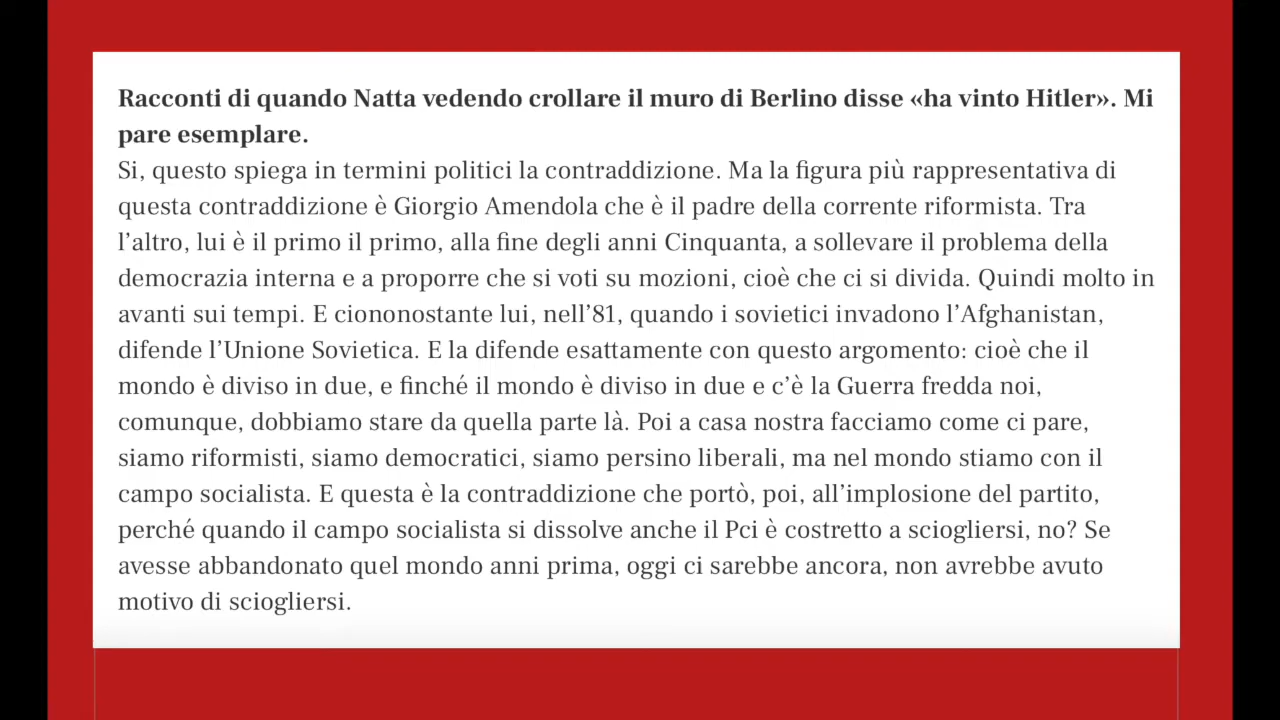 Racconti di quando Natta vedendo crollare il muro di Berlino disse «ha vinto Hitler». Mi
pare esemplare.
Si, questo spiega in termini politici la contraddizione. Ma la figura più rappresentativa di
questa contraddizione è Giorgio Amendola che è il padre della corrente riformista. Tra
l’altro, lui è il primo il primo, alla fine degli anni Cinquanta, a sollevare il problema della
democrazia interna e a proporre che si voti su mozioni, cioè che ci si divida. Quindi molto in
avanti sui tempi. E ciononostante lui, nell’81, quando i sovietici invadono l’Afghanistan,
difende l’Unione Sovietica. E la difende esattamente con questo argomento: cioè che il
mondo è diviso in due, e finché il mondo è diviso in due e c’è la Guerra fredda noi,
comunque, dobbiamo stare da quella parte là. Poi a casa nostra facciamo come ci pare,
siamo riformisti, siamo democratici, siamo persino liberali, ma nel mondo stiamo con il
campo socialista. E questa è la contraddizione che portò, poi, all’implosione del partito,
perché quando il campo socialista si dissolve anche il Pci è costretto a sciogliersi, no? Se
avesse abbandonato quel mondo anni prima, oggi ci sarebbe ancora, non avrebbe avuto
motivo di sciogliersi.